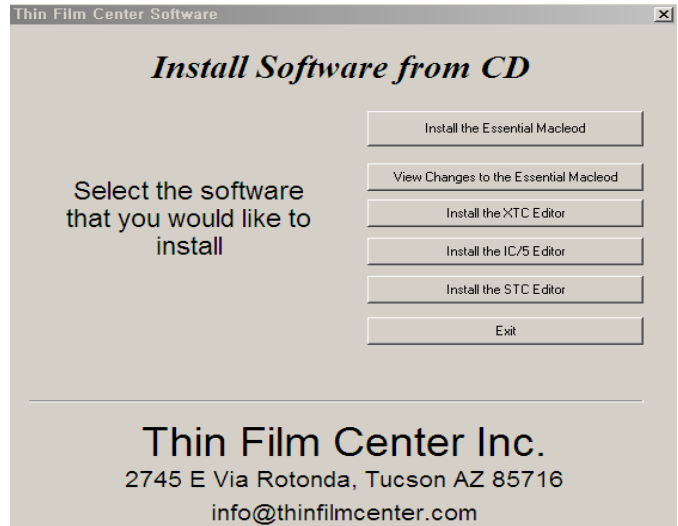 Thin Film Center Software
Install Software from CD
Install the Essential Macleod
View Changes to the Essential Macleod
Select the software
that you would like to
install
Install the XTC Editor
Install the IC/5 Editor
Install the STC Editor
Exit
Thin Film Center Inc.
2745 E Via Rotonda, Tucson AZ 85716
info@thinfilmcenter.com